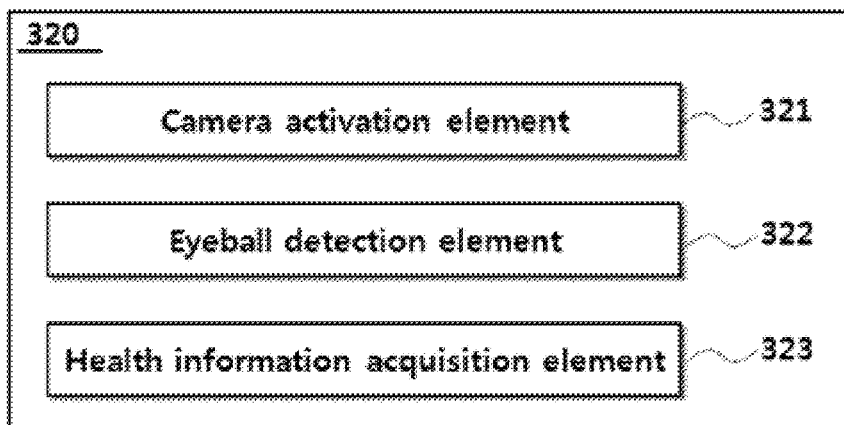 320
Camera activation element 321
Eyeball detection element 322
Health information acquisition element 323